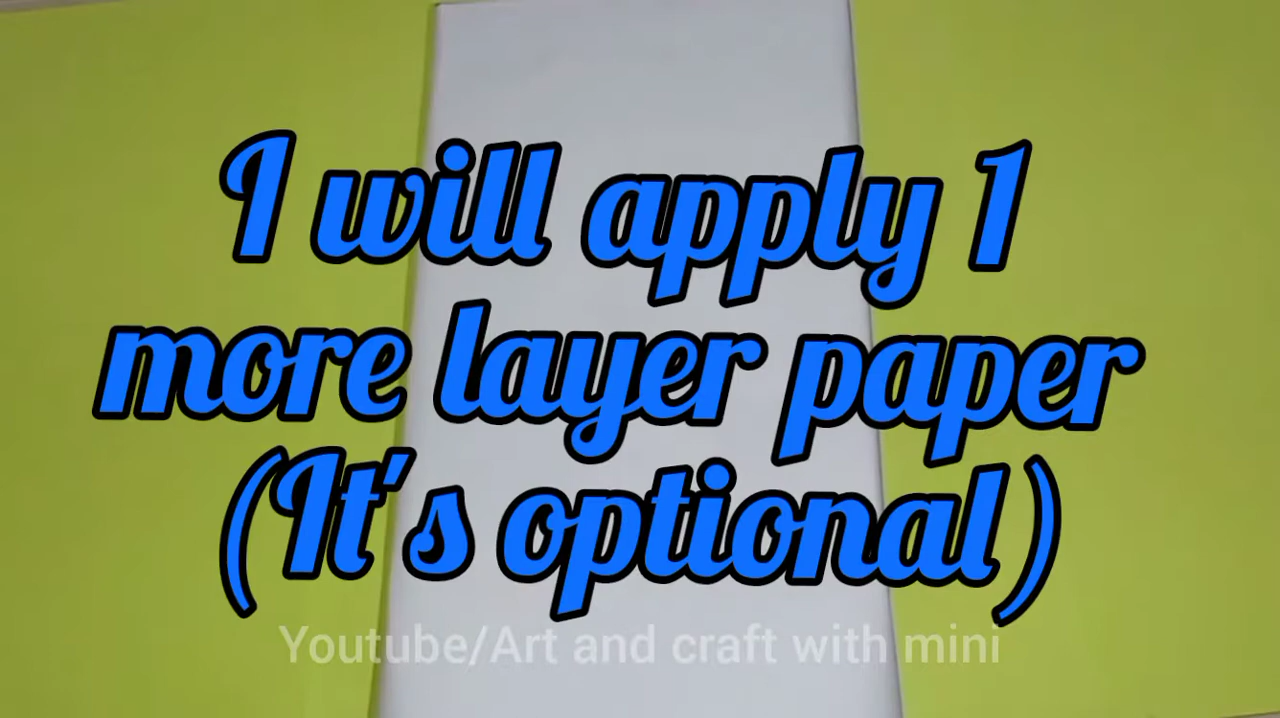 I will apply 1
more layer paper
(It's optional)
Youtube/Art and craft with mini